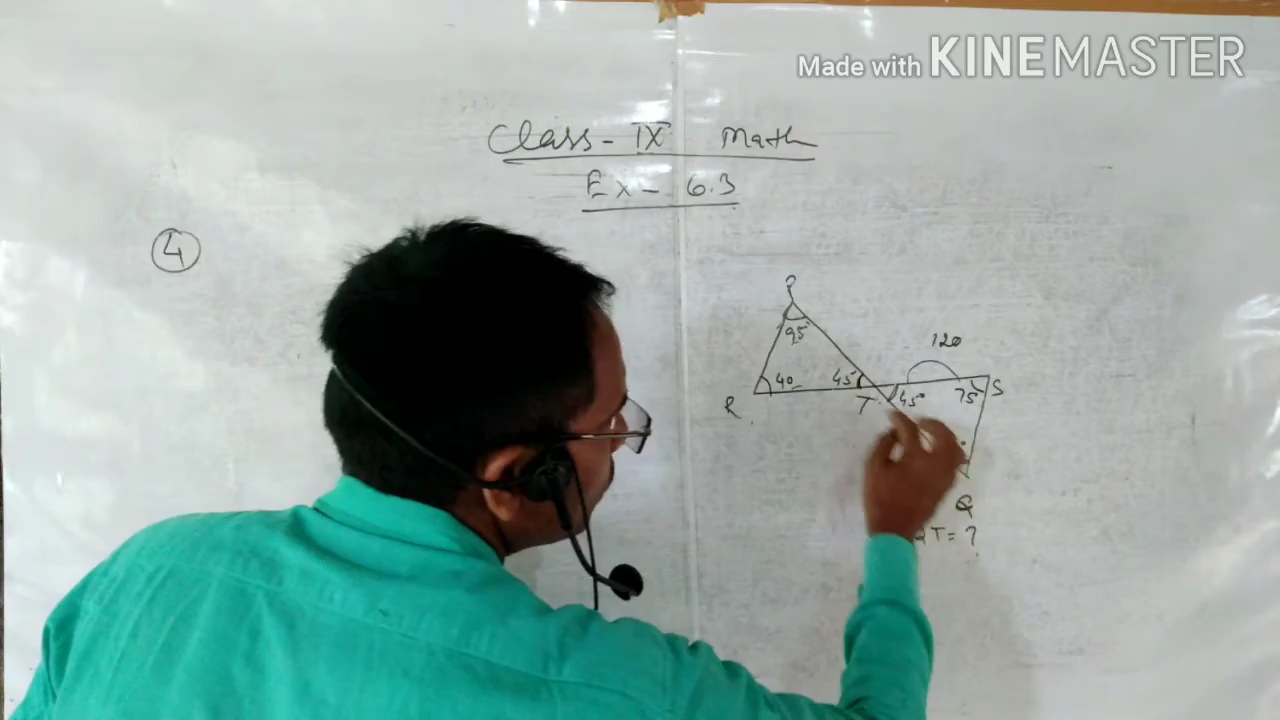 Made with KINEMASTER
Class - IX Math
Ex - 6.3
4
P
95°
120
R 40 45° T 45° 75° S
Q
T = ?